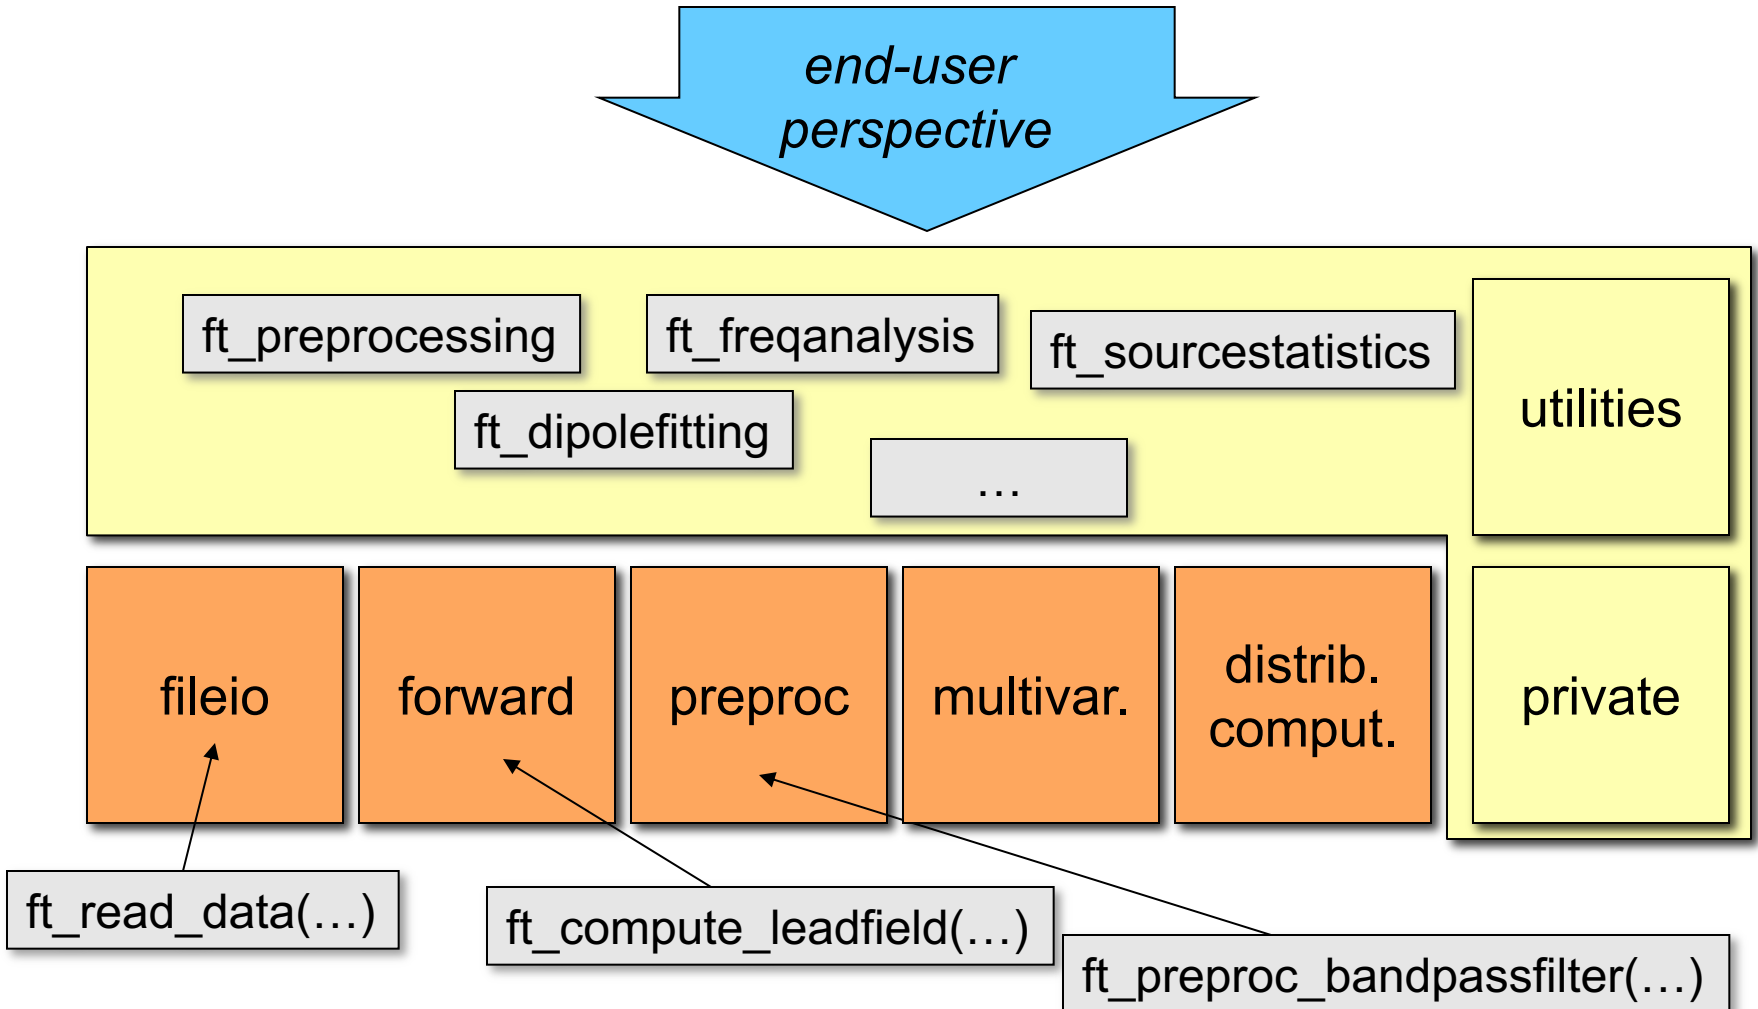 end-user
perspective
ft_preprocessing
ft_freqanalysis
ft_sourcestatistics
ft_dipolefitting
…
utilities
fileio
forward
preproc
multivar.
distrib.
comput.
private
ft_read_data(…)
ft_compute_leadfield(…)
ft_preproc_bandpassfilter(…)